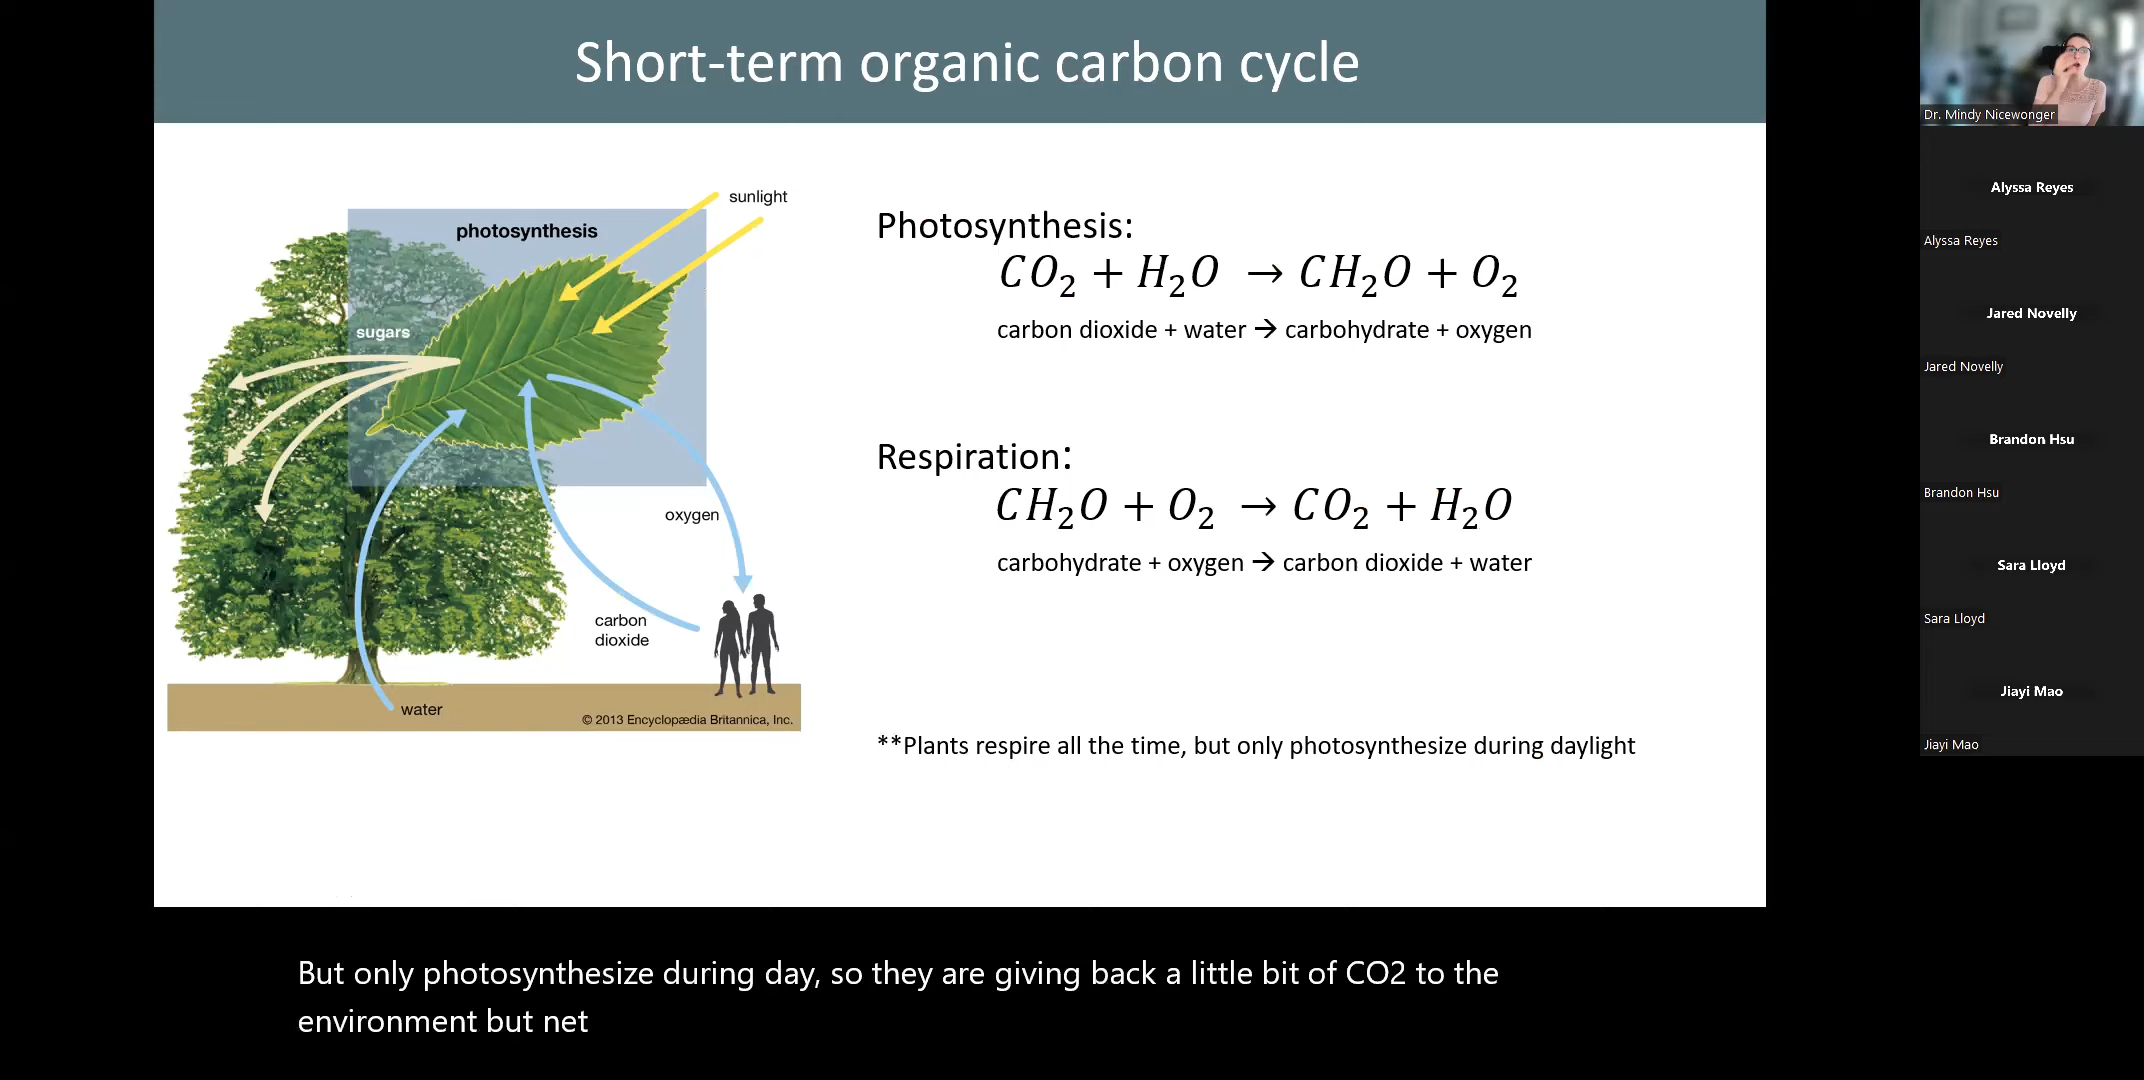 Short-term organic carbon cycle
sunlight
photosynthesis
sugars
oxygen
carbon
dioxide
water
© 2013 Encyclopædia Britannica, Inc.
Photosynthesis:
CO₂ + H₂O → CH₂O + O₂
carbon dioxide + water → carbohydrate + oxygen
Respiration:
CH₂O + O₂ → CO₂ + H₂O
carbohydrate + oxygen → carbon dioxide + water
**Plants respire all the time, but only photosynthesize during daylight
But only photosynthesize during day, so they are giving back a little bit of CO2 to the
environment but net
Dr. Mindy Nicewonger
Alyssa Reyes
Alyssa Reyes
Jared Novelly
Jared Novelly
Brandon Hsu
Brandon Hsu
Sara Lloyd
Sara Lloyd
Jiayi Mao
Jiayi Mao